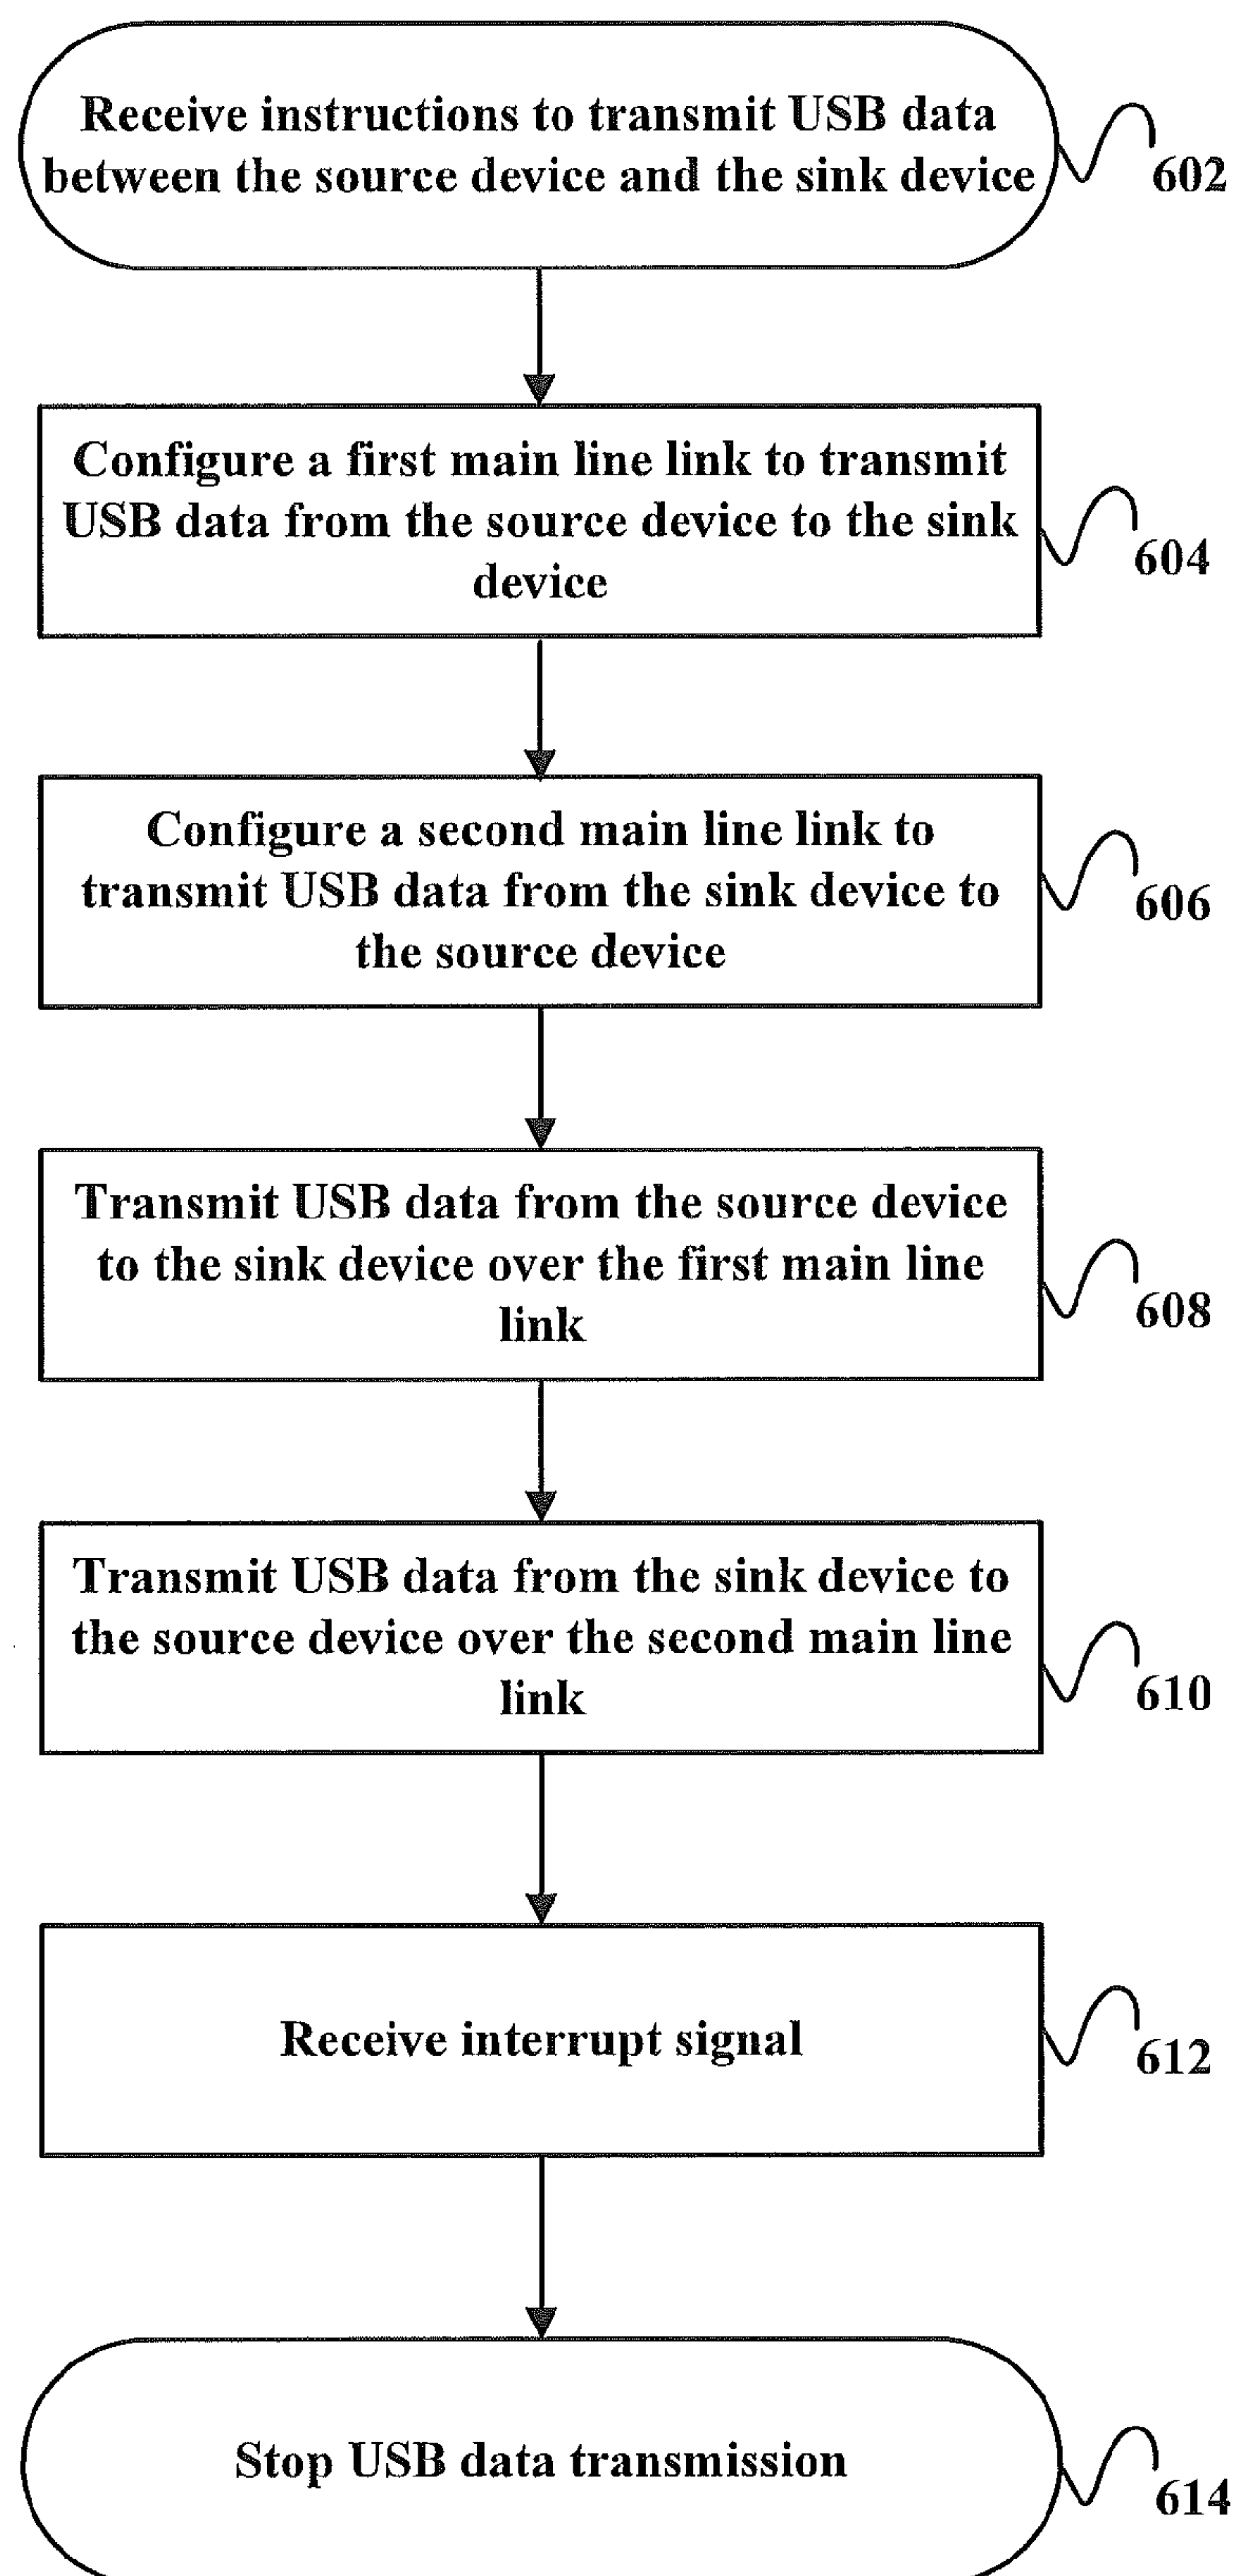 Receive instructions to transmit USB data
between the source device and the sink device
602
Configure a first main line link to transmit
USB data from the source device to the sink
device
604
Configure a second main line link to
transmit USB data from the sink device to
the source device
606
Transmit USB data from the source device
to the sink device over the first main line
link
608
Transmit USB data from the sink device to
the source device over the second main line
link
610
Receive interrupt signal
612
Stop USB data transmission
614